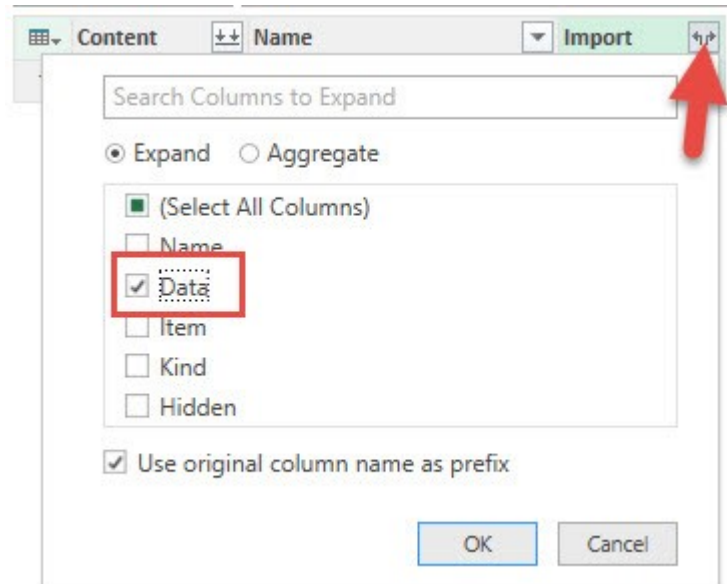 Content Name Import
Search Columns to Expand
Expand Aggregate
(Select All Columns)
Name
Data
Item
Kind
Hidden
Use original column name as prefix
OK Cancel